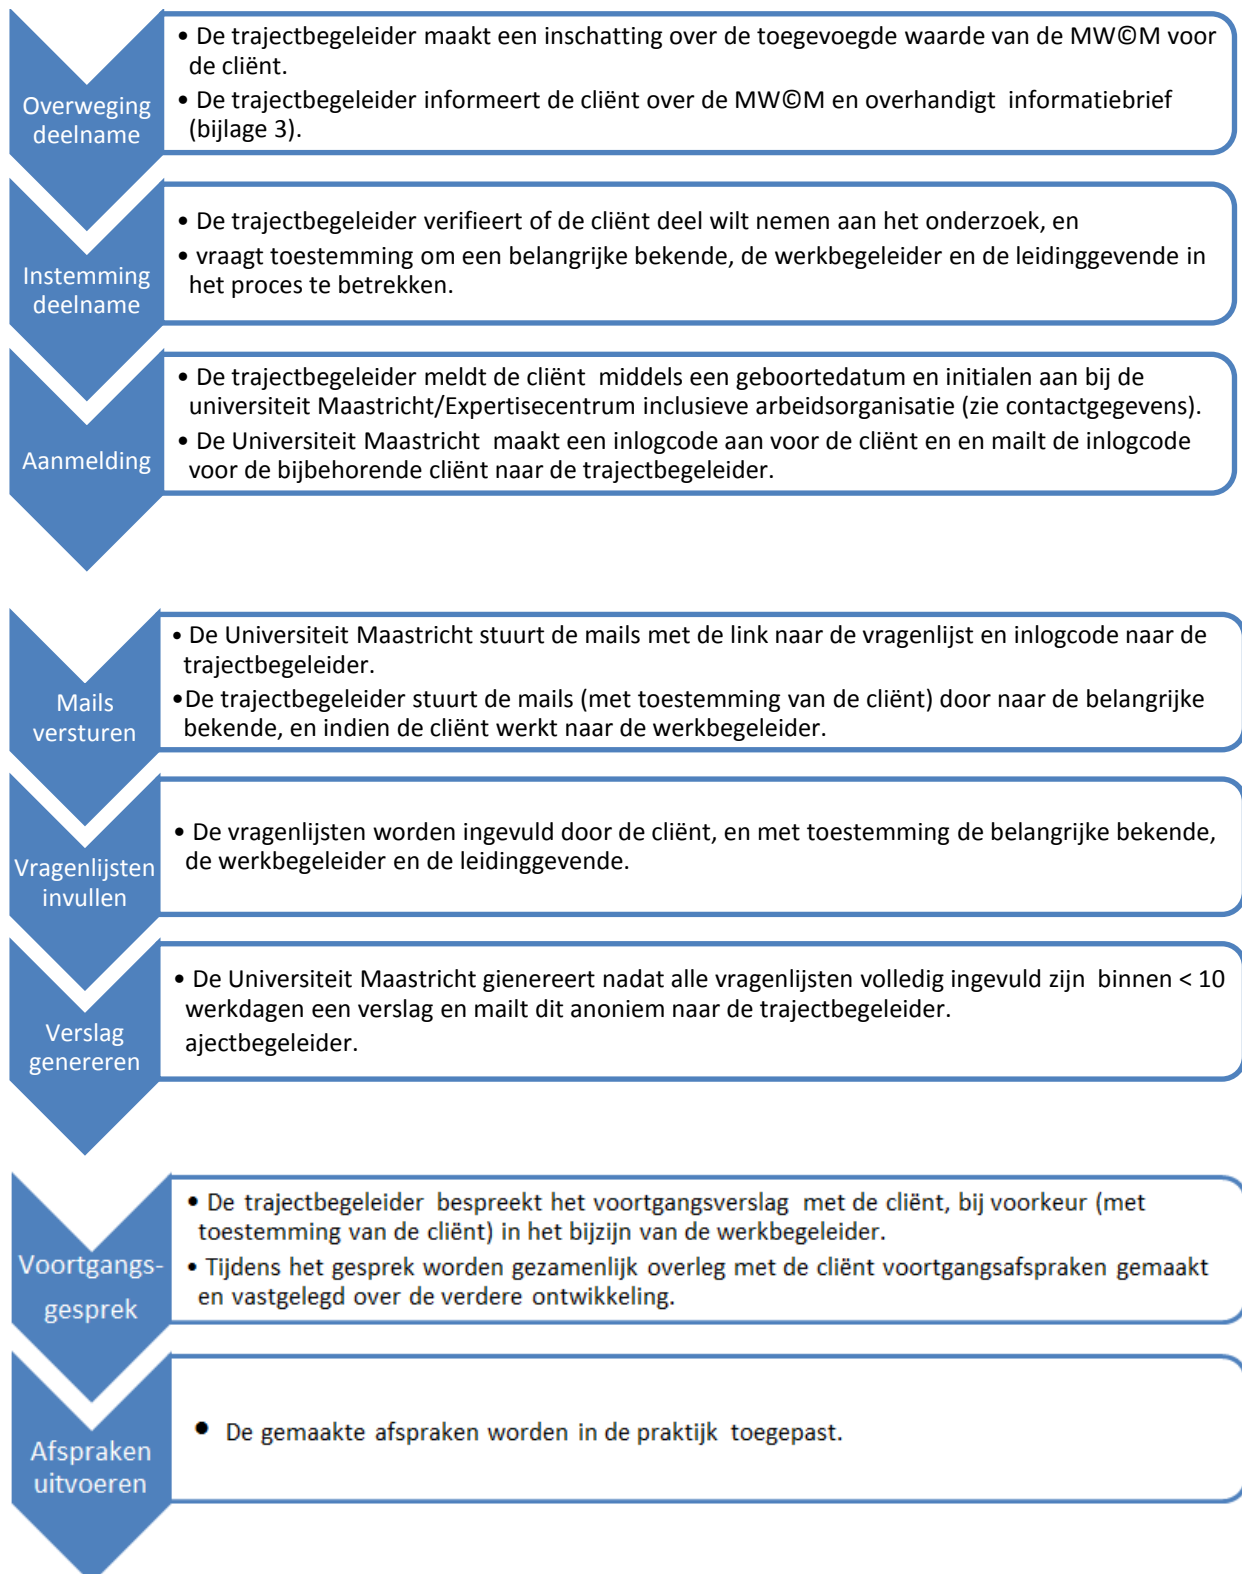 Overweging
deelname
• De trajectbegeleider maakt een inschatting over de toegevoegde waarde van de MW©M voor
de cliënt.
• De trajectbegeleider informeert de cliënt over de MW©M en overhandigt informatiebrief
(bijlage 3).
Instemming
deelname
• De trajectbegeleider verifieert of de cliënt deel wilt nemen aan het onderzoek, en
• vraagt toestemming om een belangrijke bekende, de werkbegeleider en de leidinggevende in
het proces te betrekken.
Aanmelding
• De trajectbegeleider meldt de cliënt middels een geboortedatum en initialen aan bij de
universiteit Maastricht/Expertisecentrum inclusieve arbeidsorganisatie (zie contactgegevens).
• De Universiteit Maastricht maakt een inlogcode aan voor de cliënt en en mailt de inlogcode
voor de bijbehorende cliënt naar de trajectbegeleider.
Mails
versturen
• De Universiteit Maastricht stuurt de mails met de link naar de vragenlijst en inlogcode naar de
trajectbegeleider.
•De trajectbegeleider stuurt de mails (met toestemming van de cliënt) door naar de belangrijke
bekende, en indien de cliënt werkt naar de werkbegeleider.
Vragenlijsten
invullen
• De vragenlijsten worden ingevuld door de cliënt, en met toestemming de belangrijke bekende,
de werkbegeleider en de leidinggevende.
Verslag
genereren
• De Universiteit Maastricht gienereert nadat alle vragenlijsten volledig ingevuld zijn binnen < 10
werkdagen een verslag en mailt dit anoniem naar de trajectbegeleider.
ajectbegeleider.
Voortgangs-
gesprek
• De trajectbegeleider bespreekt het voortgangsverslag met de cliënt, bij voorkeur (met
toestemming van de cliënt) in het bijzijn van de werkbegeleider.
• Tijdens het gesprek worden gezamenlijk overleg met de cliënt voortgangsafspraken gemaakt
en vastgelegd over de verdere ontwikkeling.
Afspraken
uitvoeren
• De gemaakte afspraken worden in de praktijk toegepast.